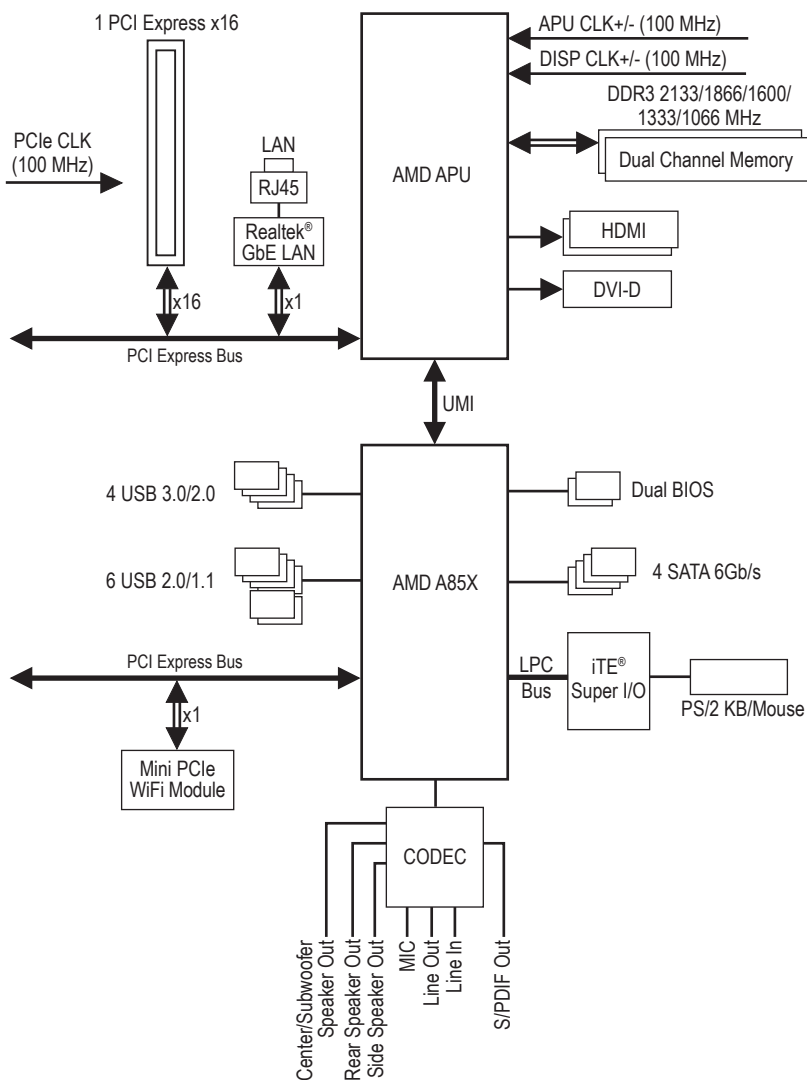 1 PCI Express x16
APU CLK+/- (100 MHz)
DISP CLK+/- (100 MHz)
DDR3 2133/1866/1600/
1333/1066 MHz
Dual Channel Memory
PCIe CLK
(100 MHz)
LAN
RJ45
Realtek®
GbE LAN
AMD APU
HDMI
DVI-D
x16
x1
PCI Express Bus
UMI
4 USB 3.0/2.0
Dual BIOS
6 USB 2.0/1.1
AMD A85X
4 SATA 6Gb/s
PCI Express Bus
LPC
Bus
iTE®
Super I/O
PS/2 KB/Mouse
x1
Mini PCIe
WiFi Module
CODEC
Center/Subwoofer
Speaker Out
Rear Speaker Out
Side Speaker Out
MIC
Line Out
Line In
S/PDIF Out